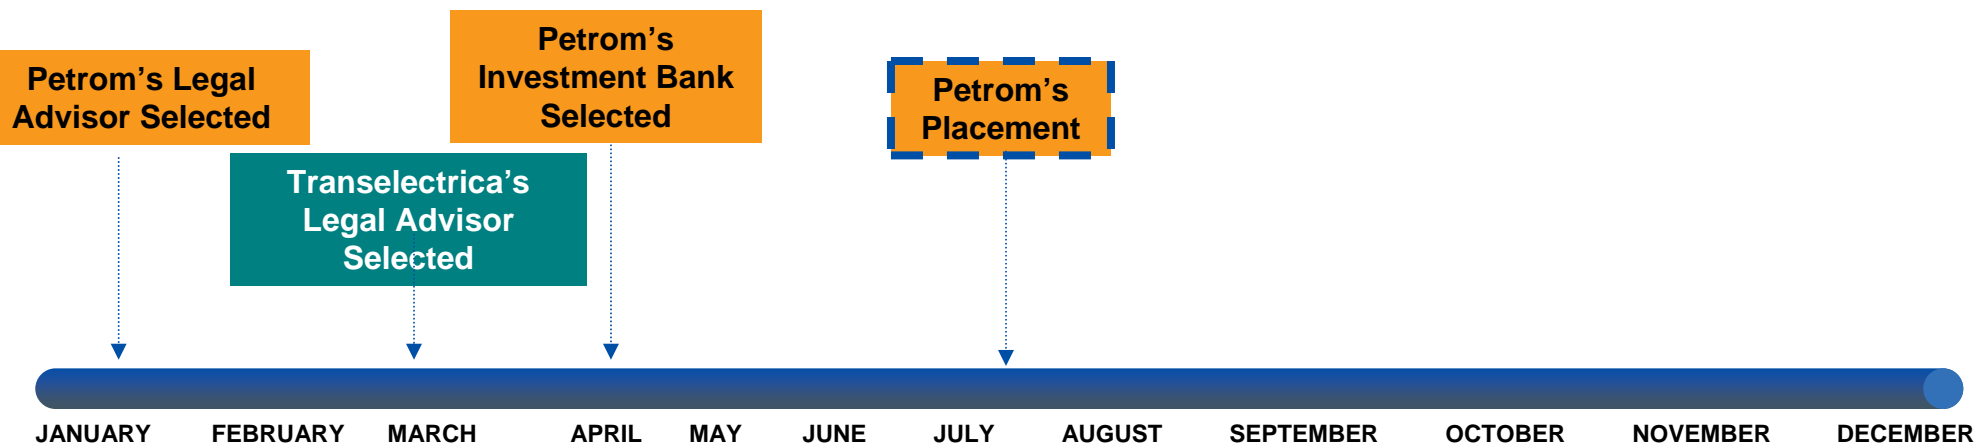 Petrom’s Legal
Advisor Selected
Transelectrica’s
Legal Advisor
Selected
Petrom’s
Investment Bank
Selected
Petrom’s
Placement
JANUARY FEBRUARY MARCH APRIL MAY JUNE JULY AUGUST SEPTEMBER OCTOBER NOVEMBER DECEMBER